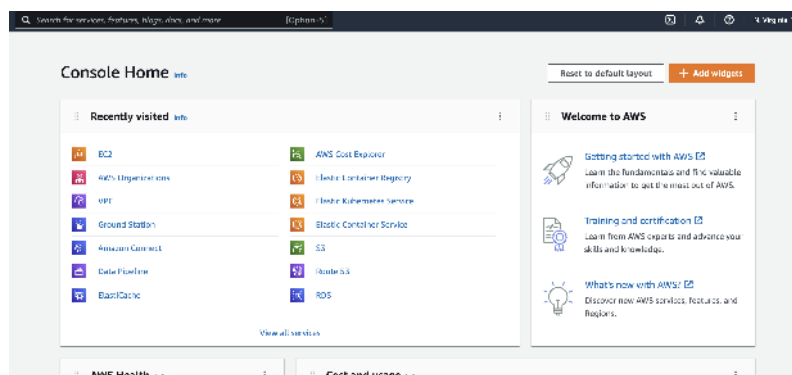 Search for services, features, blogs, docs, and more [Option+S] N. Virginia
Console Home Info
Reset to default layout + Add widgets
Recently visited Info
EC2
AWS Organizations
VPC
Ground Station
Amazon Connect
Data Pipeline
ElastiCache
AWS Cost Explorer
Elastic Container Registry
Elastic Kubernetes Service
Elastic Container Service
S3
Route 53
RDS
View all services
Welcome to AWS
Getting started with AWS
Learn the fundamentals and find valuable
information to get the most out of AWS.
Training and certification
Learn from AWS experts and advance your
skills and knowledge.
What's new with AWS?
Discover new AWS services, features, and
Regions.
AWS Health
Cost and usage